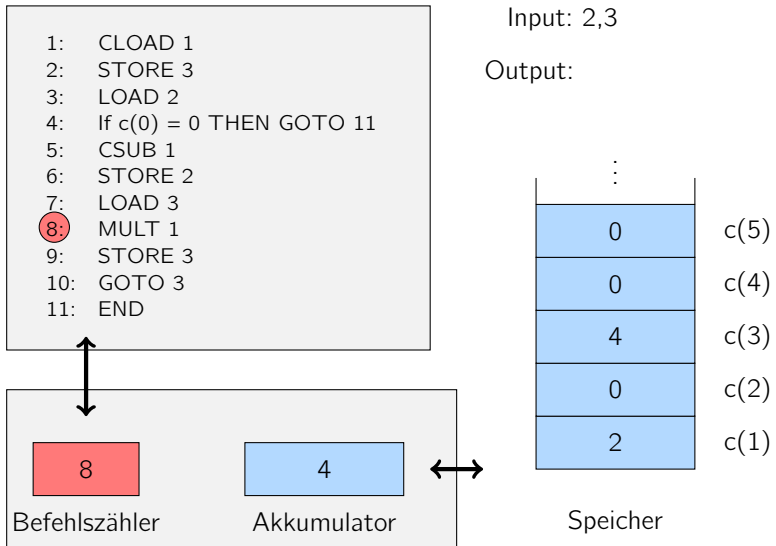 1: CLOAD 1
2: STORE 3
3: LOAD 2
4: If c(0) = 0 THEN GOTO 11
5: CSUB 1
6: STORE 2
7: LOAD 3
8: MULT 1
9: STORE 3
10: GOTO 3
11: END
Input: 2,3
Output:
⋮
0 c(5)
0 c(4)
4 c(3)
0 c(2)
2 c(1)
8
4
Befehlszähler
Akkumulator
Speicher